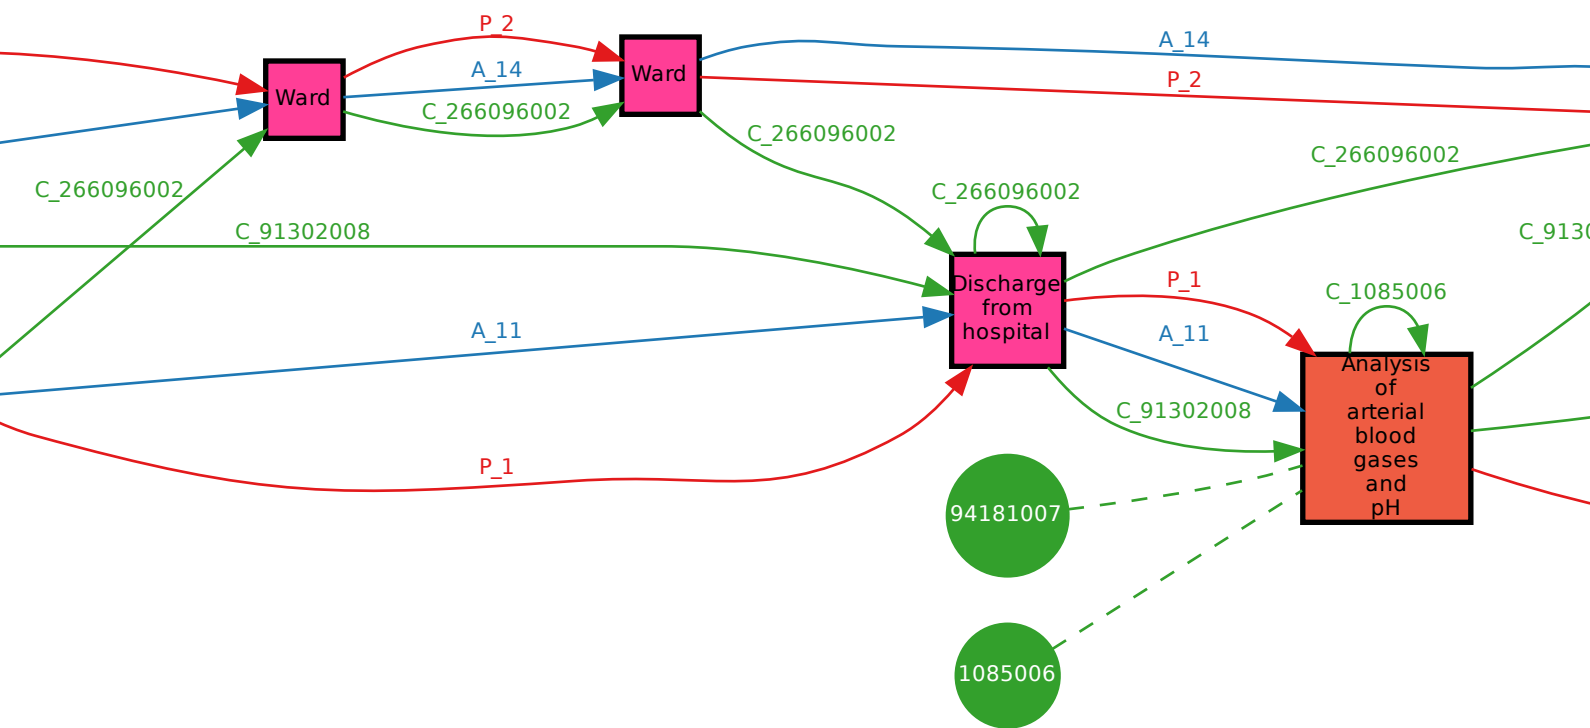 P_2
A_14
C_266096002
Ward
Ward
A_14
P_2
C_266096002
C_266096002
C_266096002
C_266096002
C_91302008
C_9130
Discharge
from
hospital
P_1
A_11
C_1085006
A_11
C_91302008
P_1
Analysis
of
arterial
blood
gases
and
pH
94181007
1085006